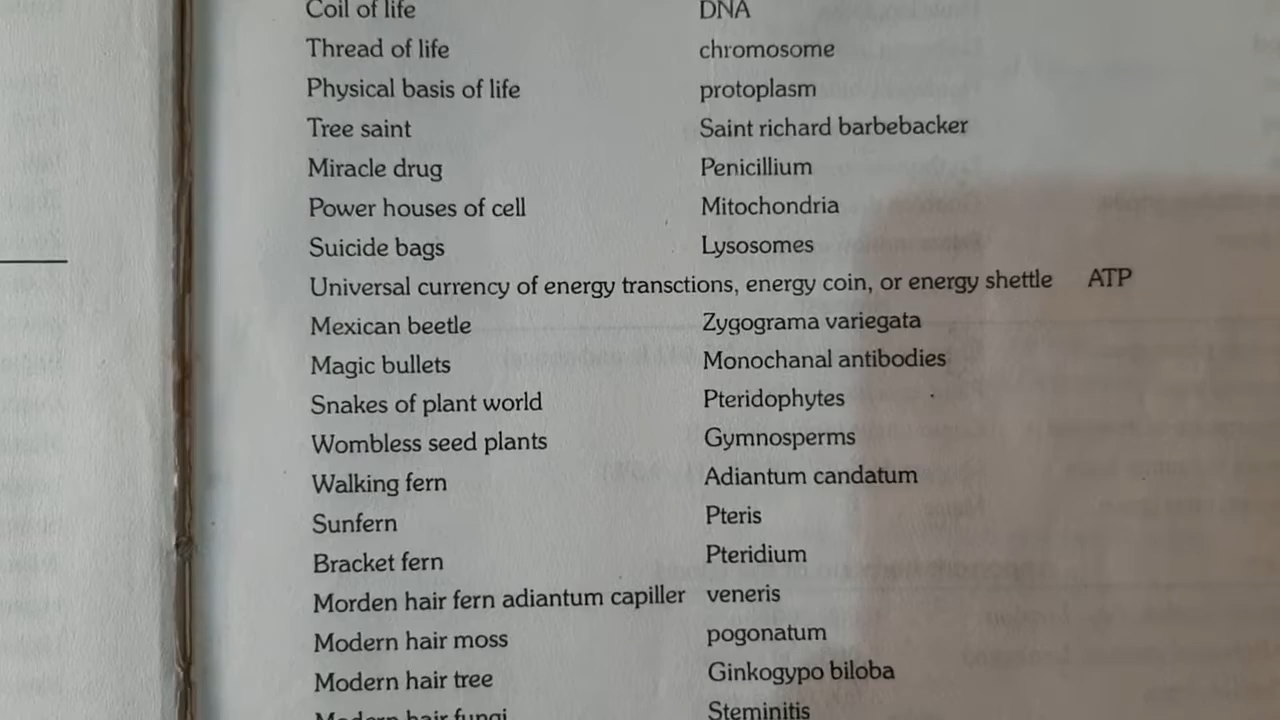 Coil of life DNA
Thread of life chromosome
Physical basis of life protoplasm
Tree saint Saint richard barbebacker
Miracle drug Penicillium
Power houses of cell Mitochondria
Suicide bags Lysosomes
Universal currency of energy transctions, energy coin, or energy shettle ATP
Mexican beetle Zygograma variegata
Magic bullets Monochanal antibodies
Snakes of plant world Pteridophytes
Wombless seed plants Gymnosperms
Walking fern Adiantum candatum
Sunfern Pteris
Bracket fern Pteridium
Morden hair fern adiantum capiller veneris
Modern hair moss pogonatum
Modern hair tree Ginkogypo biloba
Modern hair fungi Steminitis